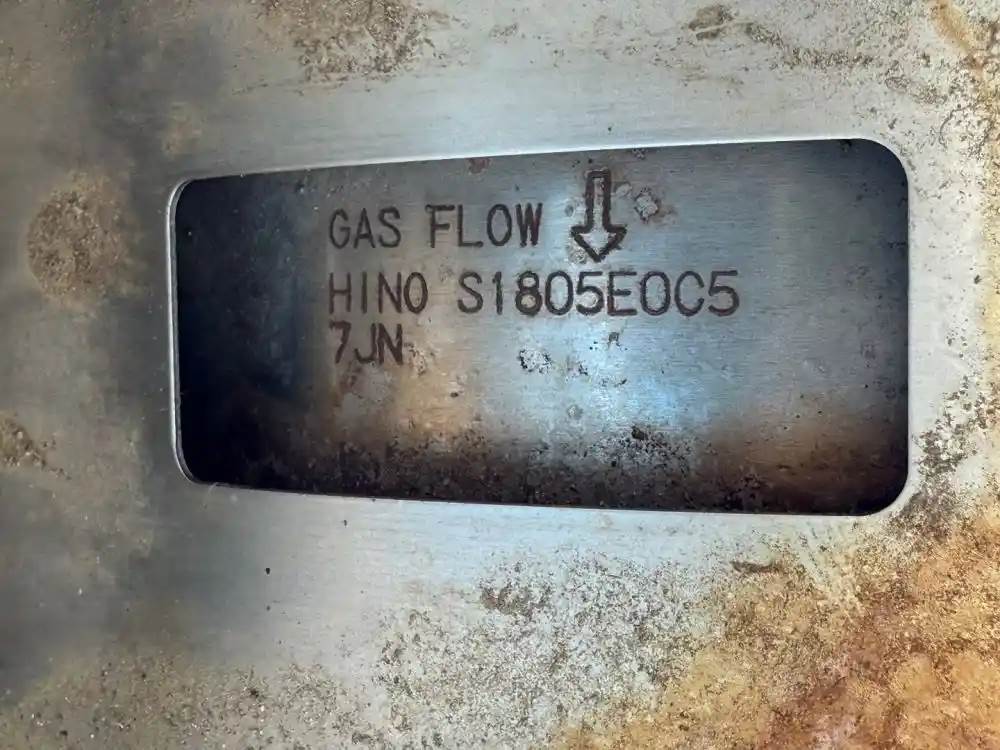 GAS FLOW ⇩
HINO S1805E0C5
7JN